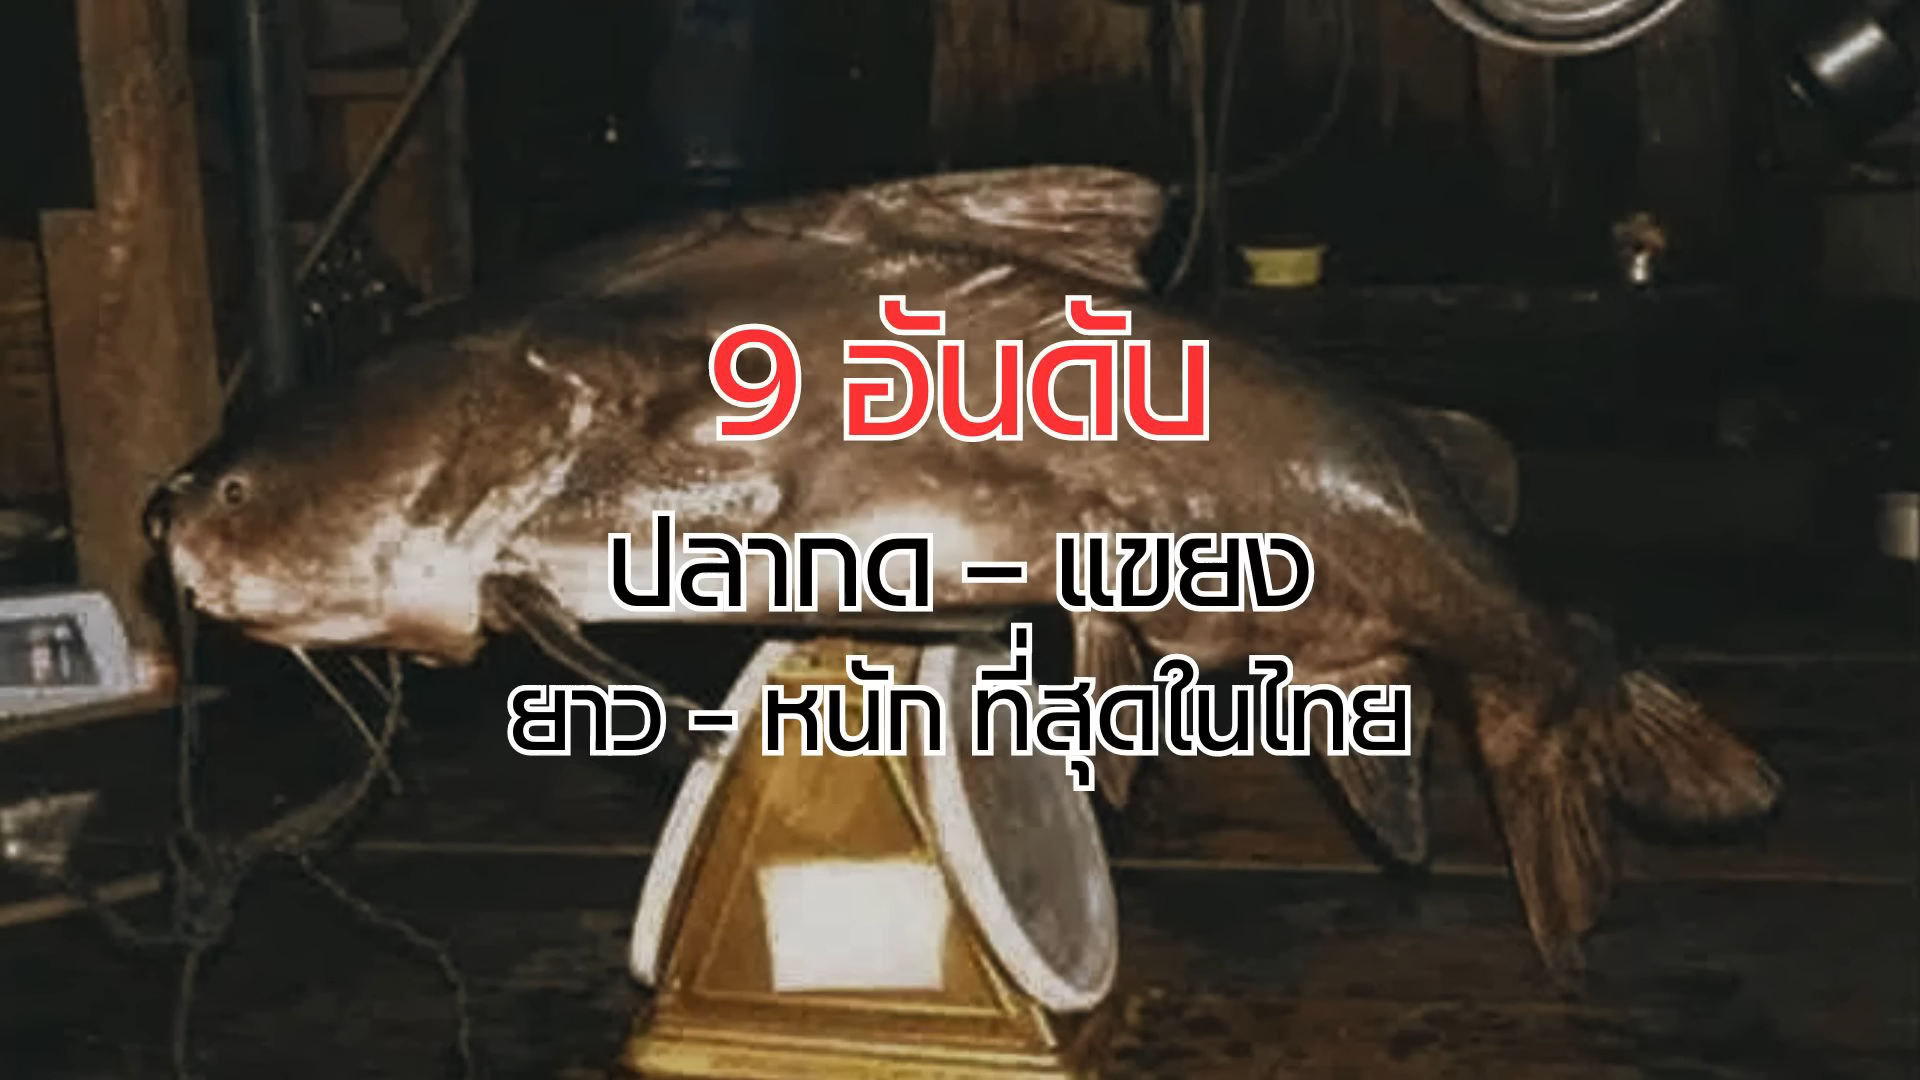 9 อันดับ
ปลากด – แขยง
ยาว – หนัก ที่สุดในไทย